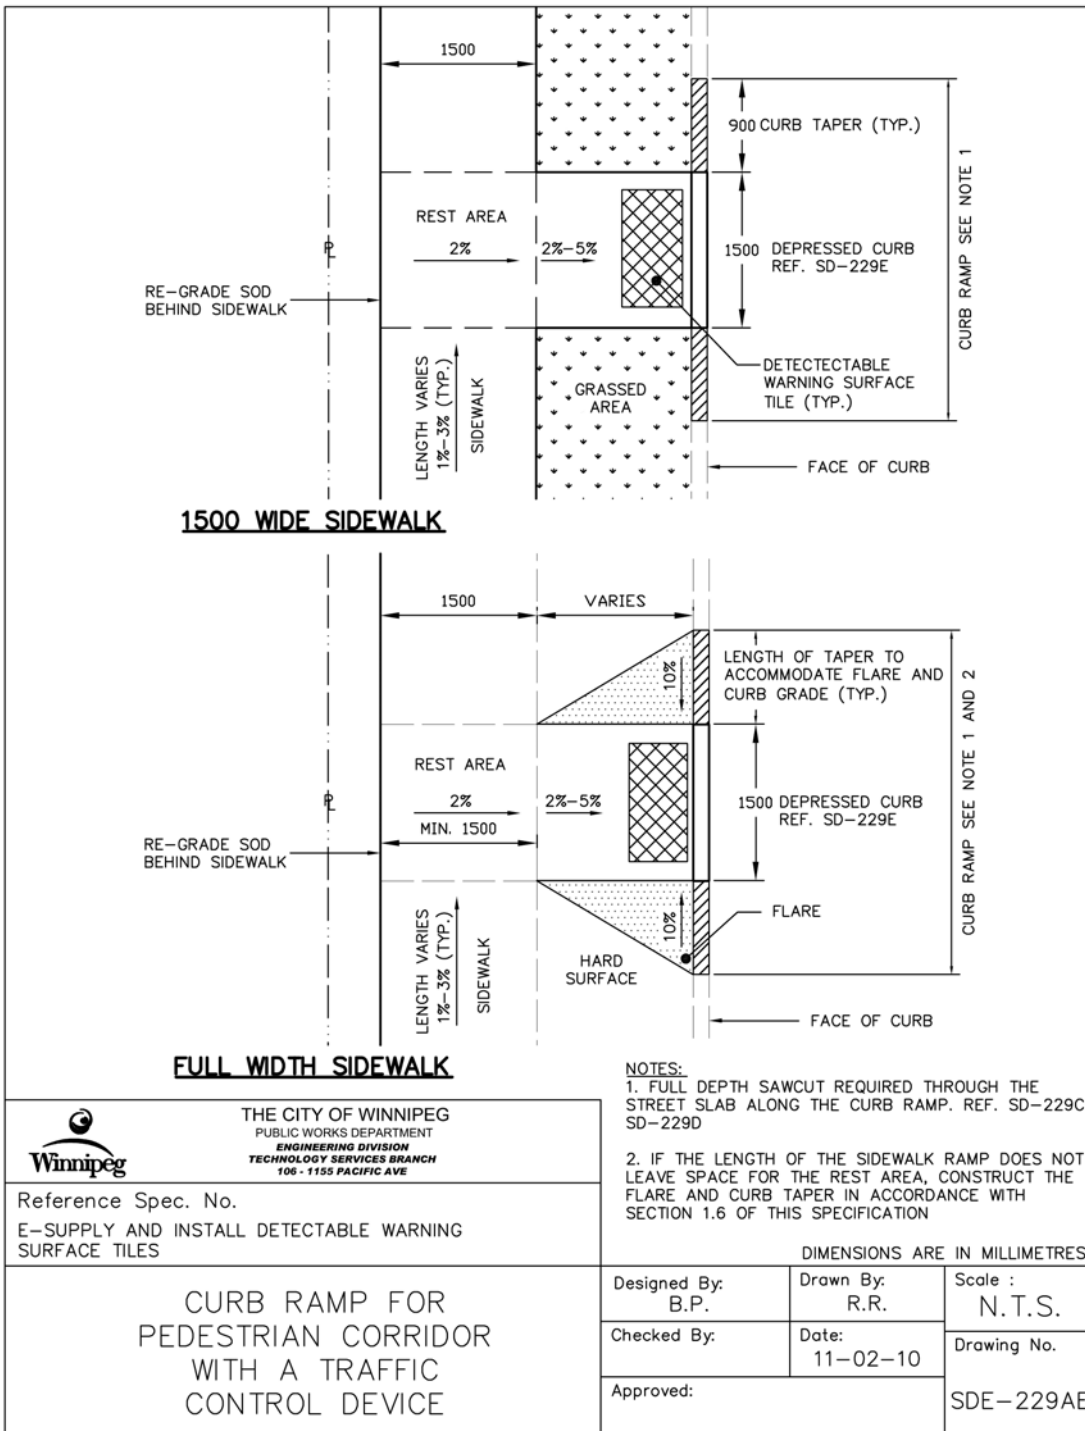 1500
900 CURB TAPER (TYP.)
CURB RAMP SEE NOTE 1
REST AREA
2%
2%-5%
1500 DEPRESSED CURB
REF. SD-229E
PL
RE-GRADE SOD
BEHIND SIDEWALK
LENGTH VARIES
1%-3% (TYP.)
SIDEWALK
GRASSED
AREA
DETECTECTABLE
WARNING SURFACE
TILE (TYP.)
FACE OF CURB
1500 WIDE SIDEWALK
1500
VARIES
LENGTH OF TAPER TO
ACCOMMODATE FLARE AND
CURB GRADE (TYP.)
10%
CURB RAMP SEE NOTE 1 AND 2
REST AREA
2%
2%-5%
MIN. 1500
1500 DEPRESSED CURB
REF. SD-229E
PL
RE-GRADE SOD
BEHIND SIDEWALK
LENGTH VARIES
1%-3% (TYP.)
SIDEWALK
10%
FLARE
HARD
SURFACE
FACE OF CURB
FULL WIDTH SIDEWALK
NOTES:
1. FULL DEPTH SAWCUT REQUIRED THROUGH THE
STREET SLAB ALONG THE CURB RAMP. REF. SD-229C
SD-229D
2. IF THE LENGTH OF THE SIDEWALK RAMP DOES NOT
LEAVE SPACE FOR THE REST AREA, CONSTRUCT THE
FLARE AND CURB TAPER IN ACCORDANCE WITH
SECTION 1.6 OF THIS SPECIFICATION
DIMENSIONS ARE IN MILLIMETRES
Winnipeg
THE CITY OF WINNIPEG
PUBLIC WORKS DEPARTMENT
ENGINEERING DIVISION
TECHNOLOGY SERVICES BRANCH
106 - 1155 PACIFIC AVE
Reference Spec. No.
E-SUPPLY AND INSTALL DETECTABLE WARNING
SURFACE TILES
CURB RAMP FOR
PEDESTRIAN CORRIDOR
WITH A TRAFFIC
CONTROL DEVICE
Designed By:
B.P.
Drawn By:
R.R.
Scale :
N.T.S.
Checked By:
Date:
11-02-10
Drawing No.
Approved:
SDE-229AE